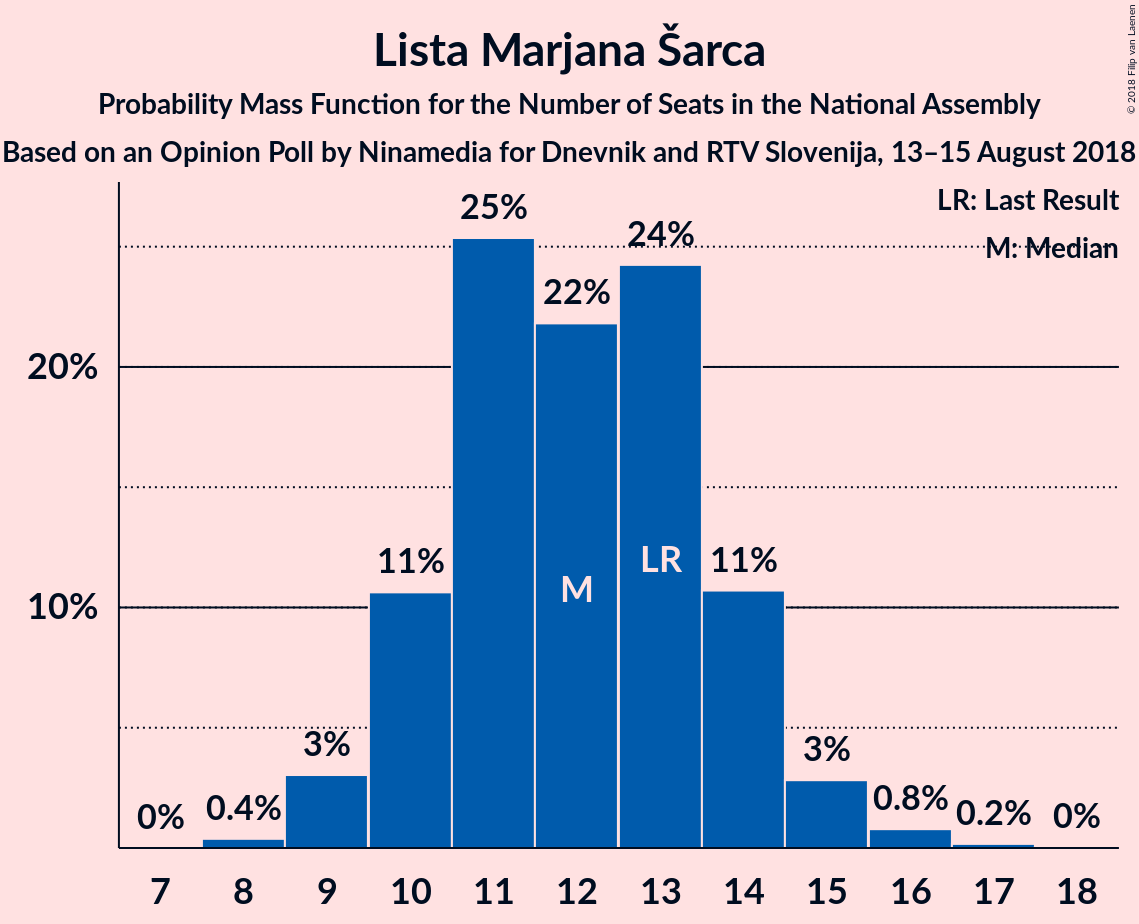 Lista Marjana Šarca
Probability Mass Function for the Number of Seats in the National Assembly
Based on an Opinion Poll by Ninamedia for Dnevnik and RTV Slovenija, 13–15 August 2018
© 2018 Filip van Laenen
LR: Last Result
M: Median
25%
24%
22%
20%
11%
LR
11%
M
10%
3%
3%
0%
0.4%
0.8%
0.2%
0%
7 8 9 10 11 12 13 14 15 16 17 18